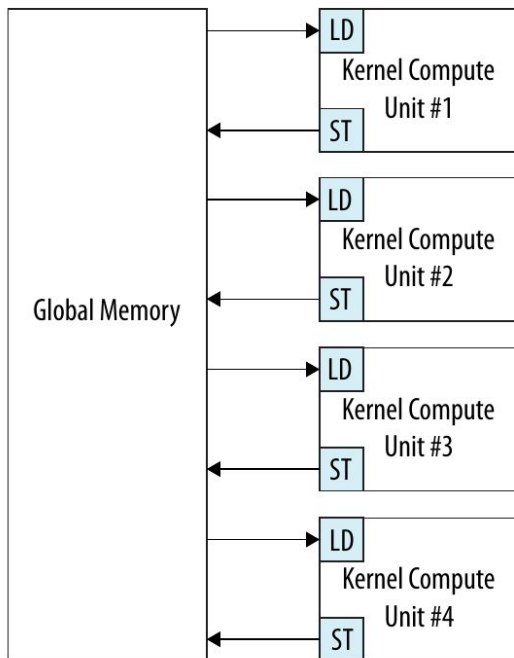 Global Memory
LD
Kernel Compute
Unit #1
ST
LD
Kernel Compute
Unit #2
ST
LD
Kernel Compute
Unit #3
ST
LD
Kernel Compute
Unit #4
ST